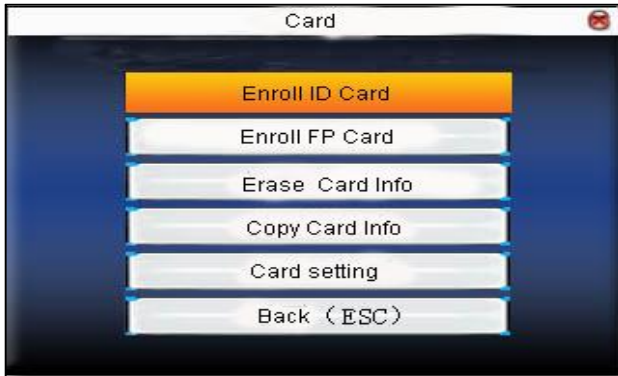 Card
Enroll ID Card
Enroll FP Card
Erase Card Info
Copy Card Info
Card setting
Back（ESC）